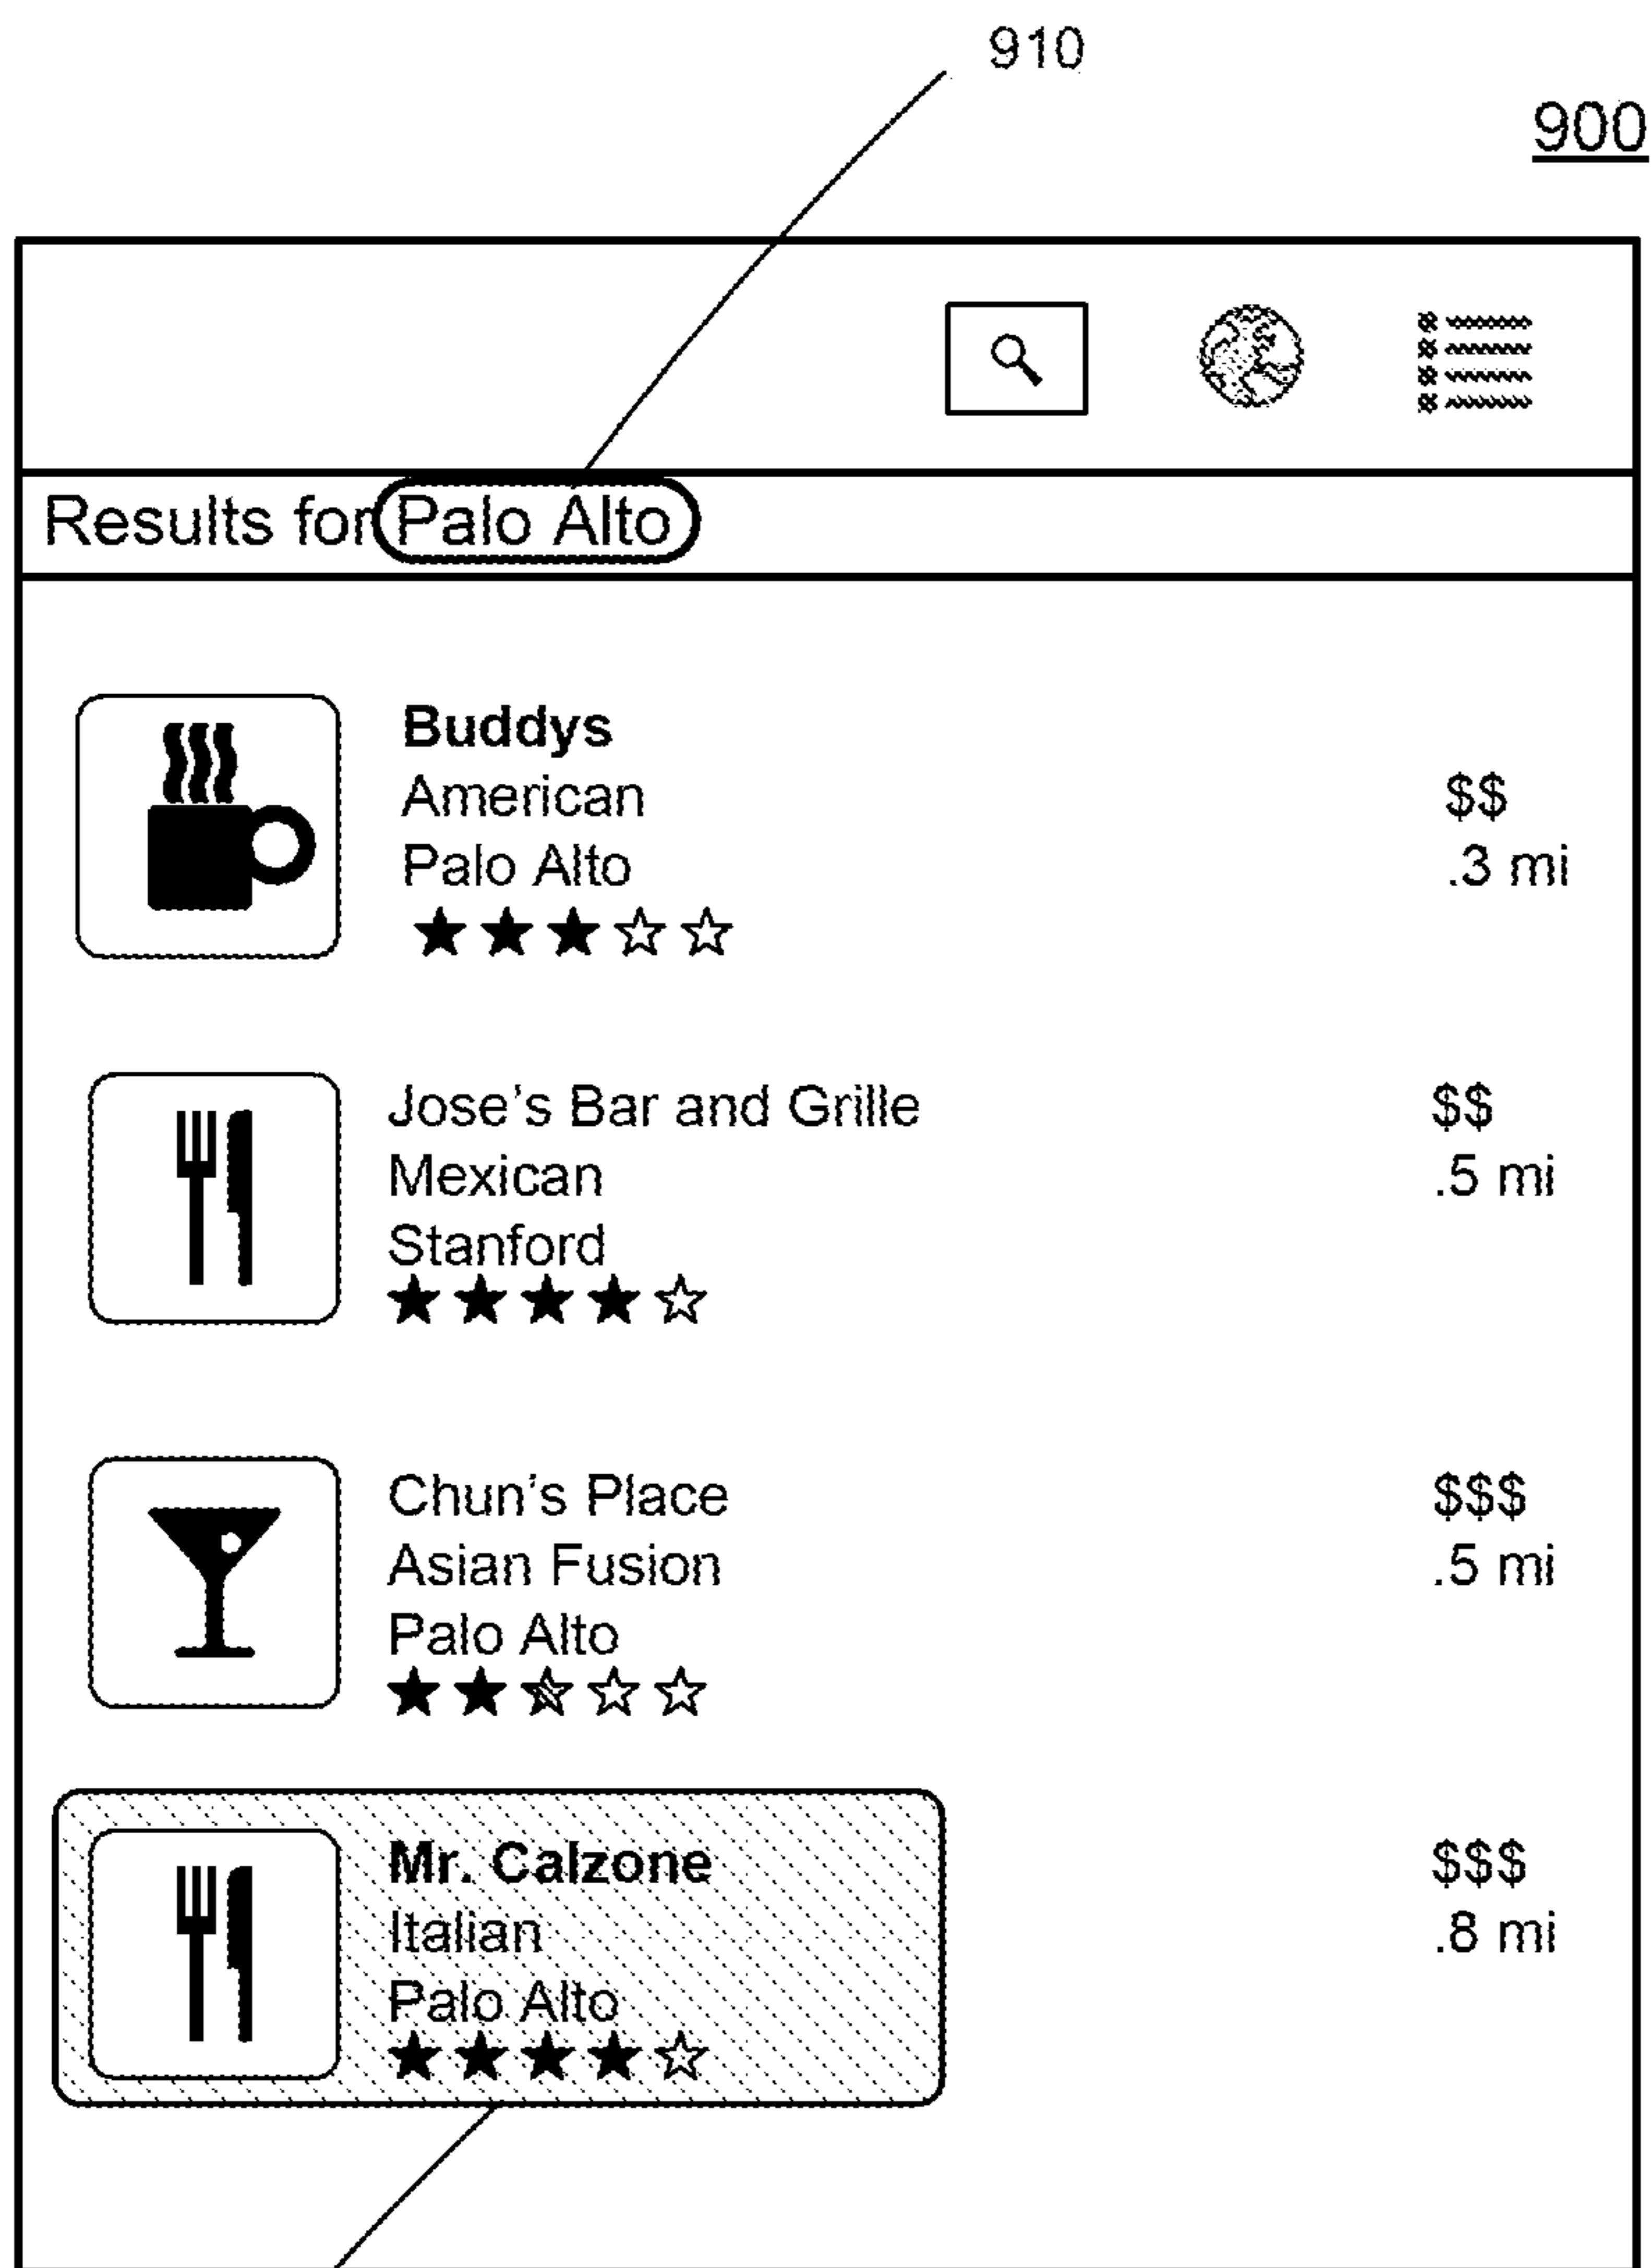 910
900
Results for Palo Alto
Buddys
American
$$
Palo Alto
.3 mi
Jose's Bar and Grille
$$
Mexican
.5 mi
Stanford
Chun's Place
$$$
Asian Fusion
.5 mi
Palo Alto
Mr. Calzone
$$$
Italian
.8 mi
Palo Alto